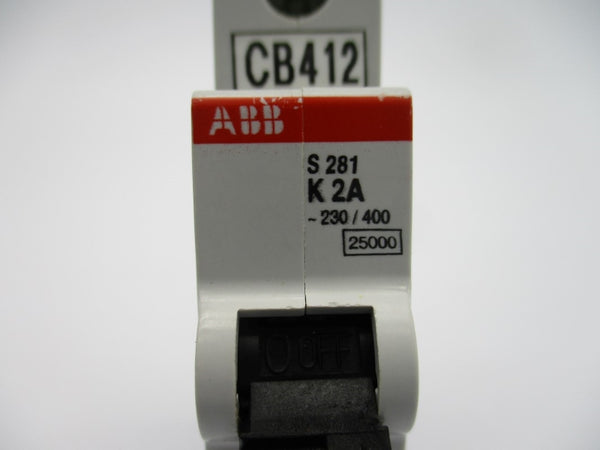 CB412
ABB
S 281
K 2A
~ 230 / 400
25000
O OFF